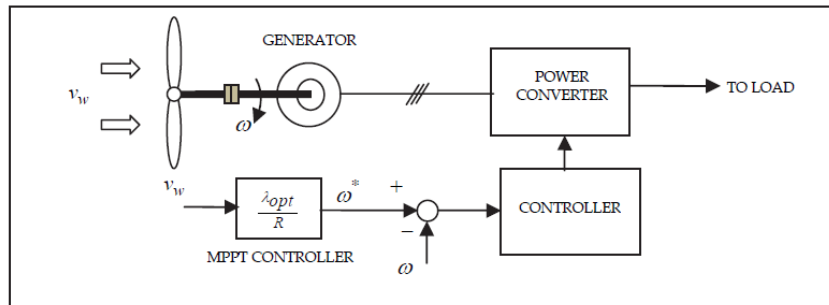 GENERATOR
v_w
ω
POWER
CONVERTER
TO LOAD
v_w
λopt
R
ω*
+
−
ω
CONTROLLER
MPPT CONTROLLER